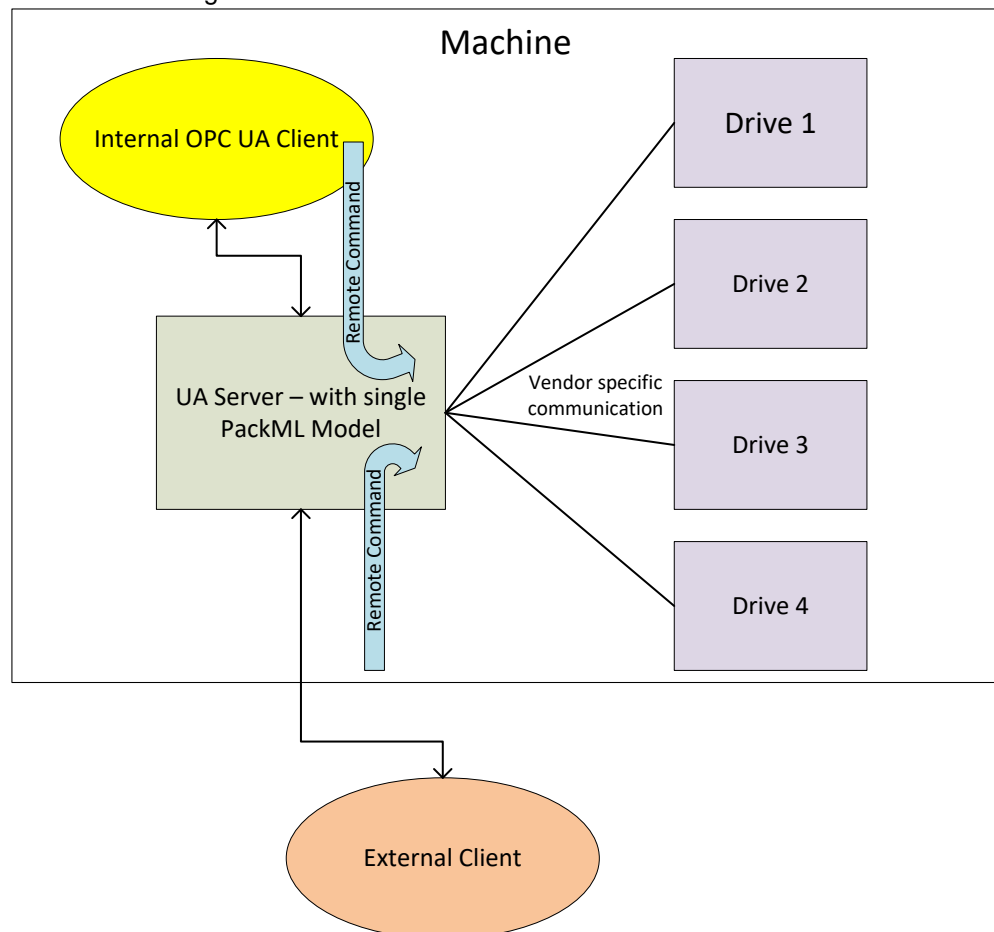 Machine
Internal OPC UA Client
Remote Command
UA Server – with single
PackML Model
Remote Command
Vendor specific
communication
Drive 1
Drive 2
Drive 3
Drive 4
External Client